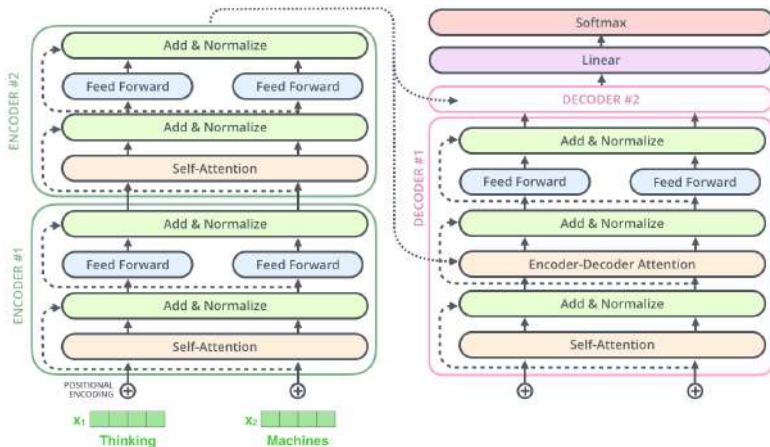 ENCODER #2
Add & Normalize
Feed Forward
Feed Forward
Add & Normalize
Self-Attention
ENCODER #1
Add & Normalize
Feed Forward
Feed Forward
Add & Normalize
Self-Attention
POSITIONAL
ENCODING
X₁
Thinking
X₂
Machines
Softmax
Linear
DECODER #2
DECODER #1
Add & Normalize
Feed Forward
Feed Forward
Add & Normalize
Encoder-Decoder Attention
Add & Normalize
Self-Attention